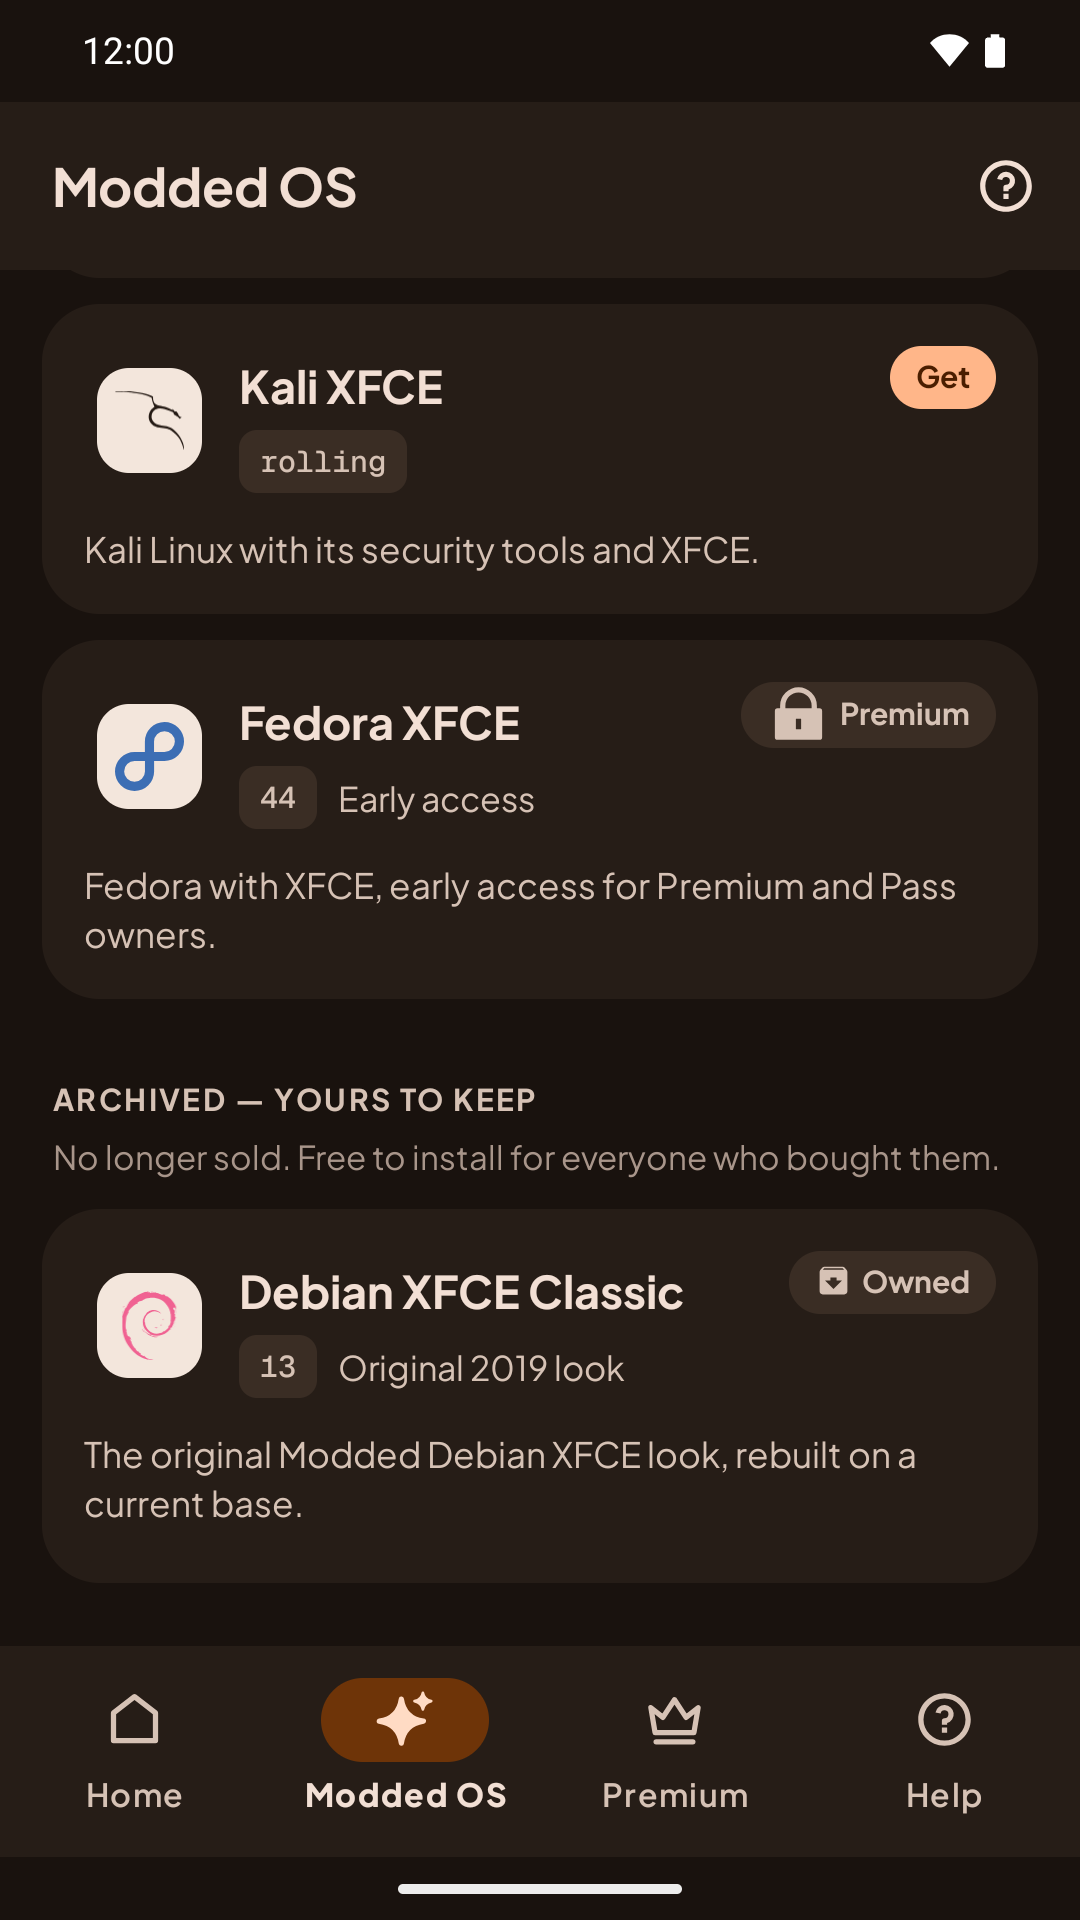 12:00
Modded OS
Kali XFCE
Get
rolling
Kali Linux with its security tools and XFCE.
Fedora XFCE
Premium
44 Early access
Fedora with XFCE, early access for Premium and Pass
owners.
ARCHIVED — YOURS TO KEEP
No longer sold. Free to install for everyone who bought them.
Debian XFCE Classic
Owned
13 Original 2019 look
The original Modded Debian XFCE look, rebuilt on a
current base.
Home Modded OS Premium Help